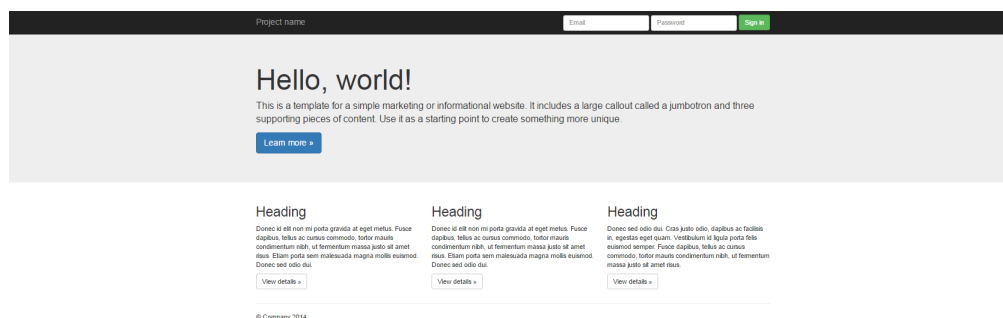 Project name
Email
Password
Sign in
Hello, world!
This is a template for a simple marketing or informational website. It includes a large callout called a jumbotron and three
supporting pieces of content. Use it as a starting point to create something more unique.
Learn more »
Heading
Donec id elit non mi porta gravida at eget metus. Fusce
dapibus, tellus ac cursus commodo, tortor mauris
condimentum nibh, ut fermentum massa justo sit amet
risus. Etiam porta sem malesuada magna mollis euismod.
Donec sed odio dui.
View details »
Heading
Donec id elit non mi porta gravida at eget metus. Fusce
dapibus, tellus ac cursus commodo, tortor mauris
condimentum nibh, ut fermentum massa justo sit amet
risus. Etiam porta sem malesuada magna mollis euismod.
Donec sed odio dui.
View details »
Heading
Donec sed odio dui. Cras justo odio, dapibus ac facilisis
in, egestas eget quam. Vestibulum id ligula porta felis
euismod semper. Fusce dapibus, tellus ac cursus
commodo, tortor mauris condimentum nibh, ut fermentum
massa justo sit amet risus.
View details »
© Company 2014